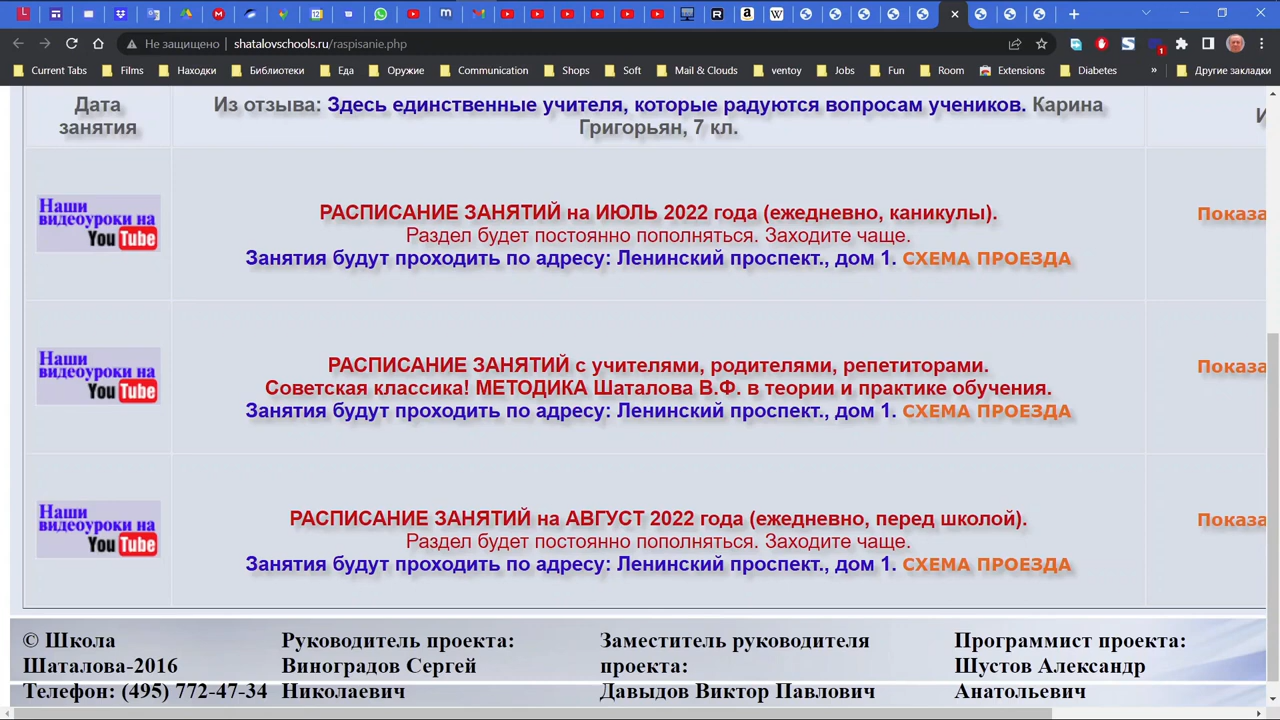 Не защищено
shatalovschools.ru/raspisanie.php
Current Tabs
Films
Находки
Библиотеки
Еда
Оружие
Communication
Shops
Soft
Mail & Clouds
ventoy
Jobs
Fun
Room
Extensions
Diabetes
»
Другие закладки
Дата
занятия
Из отзыва: Здесь единственные учителя, которые радуются вопросам учеников. Карина
Григорьян, 7 кл.
Наши
видеоуроки на
YouTube
РАСПИСАНИЕ ЗАНЯТИЙ на ИЮЛЬ 2022 года (ежедневно, каникулы).
Раздел будет постоянно пополняться. Заходите чаще.
Занятия будут проходить по адресу: Ленинский проспект., дом 1. СХЕМА ПРОЕЗДА
Показа
Наши
видеоуроки на
YouTube
РАСПИСАНИЕ ЗАНЯТИЙ с учителями, родителями, репетиторами.
Советская классика! МЕТОДИКА Шаталова В.Ф. в теории и практике обучения.
Занятия будут проходить по адресу: Ленинский проспект., дом 1. СХЕМА ПРОЕЗДА
Показа
Наши
видеоуроки на
YouTube
РАСПИСАНИЕ ЗАНЯТИЙ на АВГУСТ 2022 года (ежедневно, перед школой).
Раздел будет постоянно пополняться. Заходите чаще.
Занятия будут проходить по адресу: Ленинский проспект., дом 1. СХЕМА ПРОЕЗДА
Показа
© Школа
Шаталова-2016
Телефон: (495) 772-47-34
Руководитель проекта:
Виноградов Сергей
Николаевич
Заместитель руководителя
проекта:
Давыдов Виктор Павлович
Программист проекта:
Шустов Александр
Анатольевич